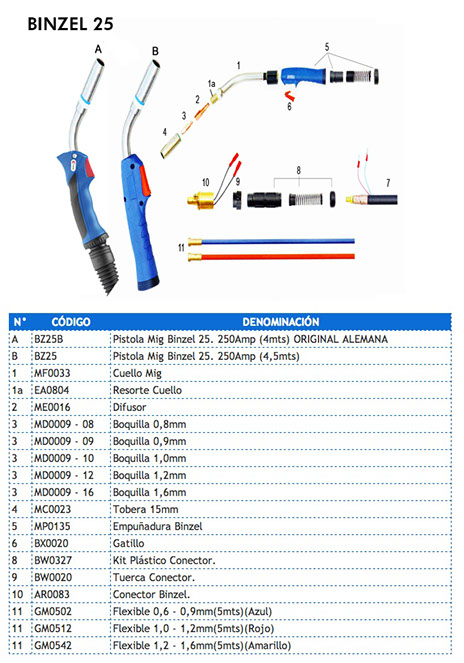 BINZEL 25
A
B
1
5
1a
2
3
4
6
10
9
8
7
11
N° CÓDIGO DENOMINACIÓN
A BZ25B Pistola Mig Binzel 25. 250Amp (4mts) ORIGINAL ALEMANA
B BZ25 Pistola Mig Binzel 25. 250Amp (4,5mts)
1 MF0033 Cuello Mig
1a EA0804 Resorte Cuello
2 ME0016 Difusor
3 MD0009 - 08 Boquilla 0,8mm
3 MD0009 - 09 Boquilla 0,9mm
3 MD0009 - 10 Boquilla 1,0mm
3 MD0009 - 12 Boquilla 1,2mm
3 MD0009 - 16 Boquilla 1,6mm
4 MC0023 Tobera 15mm
5 MP0135 Empuñadura Binzel
6 BX0020 Gatillo
8 BW0327 Kit Plástico Conector.
9 BW0020 Tuerca Conector.
10 AR0083 Conector Binzel.
11 GM0502 Flexible 0,6 - 0,9mm(5mts)(Azul)
11 GM0512 Flexible 1,0 - 1,2mm(5mts)(Rojo)
11 GM0542 Flexible 1,2 - 1,6mm(5mts)(Amarillo)